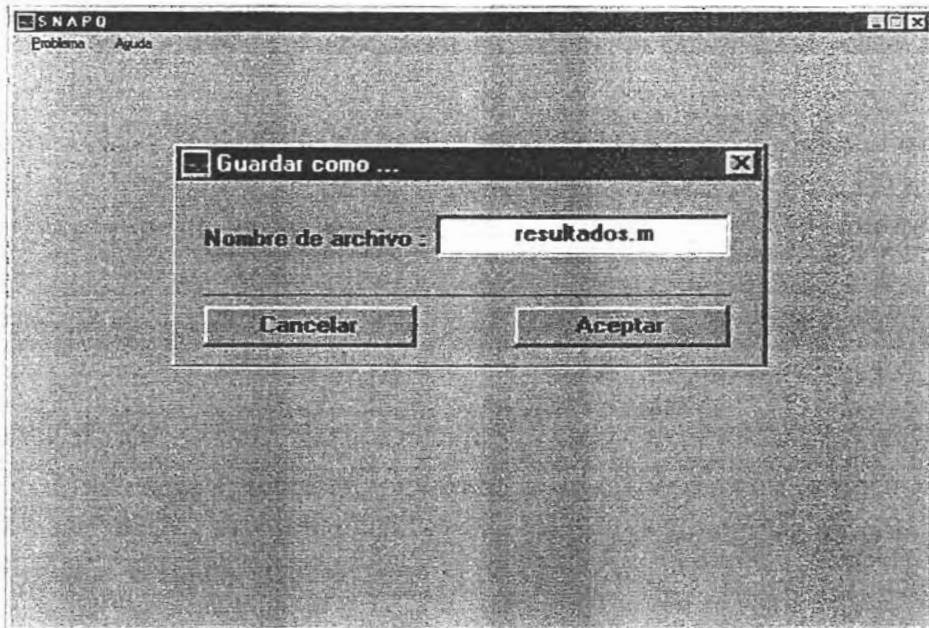 SNAPQ
Problema Ayuda
Guardar como ...
Nombre de archivo : resultados.m
Cancelar Aceptar